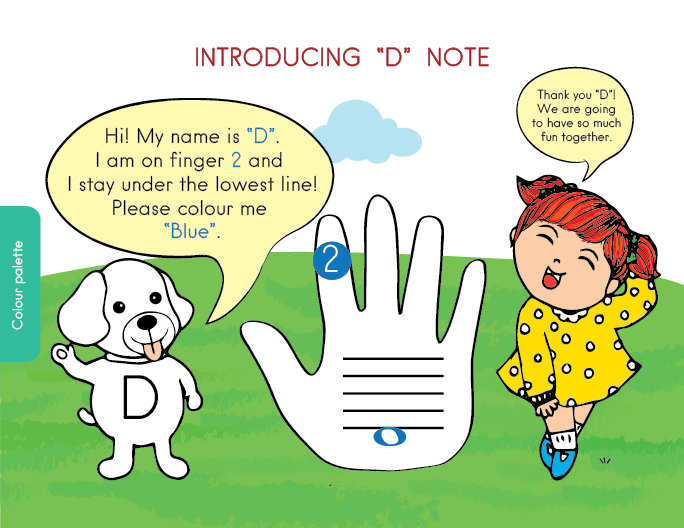 INTRODUCING "D" NOTE
Thank you "D"!
We are going
to have so much
fun together.
Hi! My name is "D".
I am on finger 2 and
I stay under the lowest line!
Please colour me
"Blue".
2
Colour palette
D